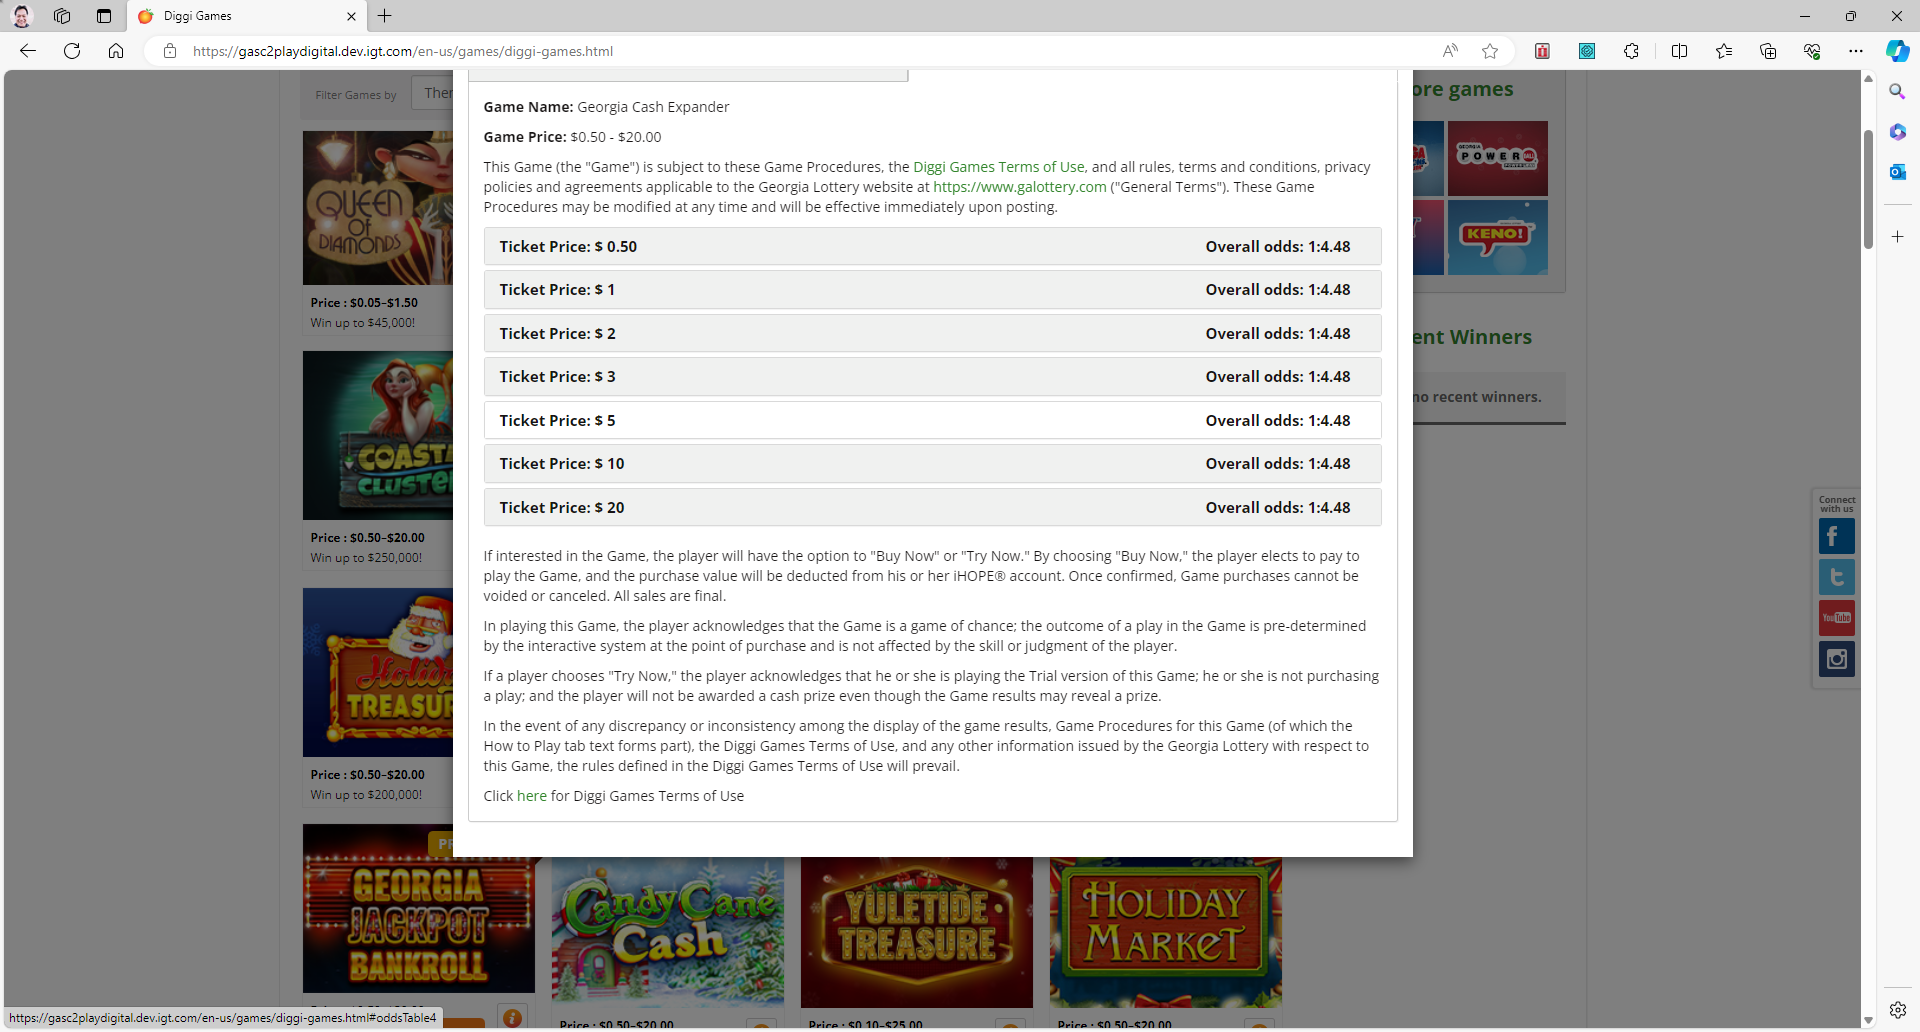 Diggi Games
https://gasc2playdigital.dev.igt.com/en-us/games/diggi-games.html
Filter Games by
Game Name: Georgia Cash Expander
Game Price: $0.50 - $20.00
This Game (the "Game") is subject to these Game Procedures, the Diggi Games Terms of Use, and all rules, terms and conditions, privacy
policies and agreements applicable to the Georgia Lottery website at https://www.galottery.com ("General Terms"). These Game
Procedures may be modified at any time and will be effective immediately upon posting.
Ticket Price: $ 0.50 Overall odds: 1:4.48
Ticket Price: $ 1 Overall odds: 1:4.48
Ticket Price: $ 2 Overall odds: 1:4.48
Ticket Price: $ 3 Overall odds: 1:4.48
Ticket Price: $ 5 Overall odds: 1:4.48
Ticket Price: $ 10 Overall odds: 1:4.48
Ticket Price: $ 20 Overall odds: 1:4.48
If interested in the Game, the player will have the option to "Buy Now" or "Try Now." By choosing "Buy Now," the player elects to pay to
play the Game, and the purchase value will be deducted from his or her iHOPE® account. Once confirmed, Game purchases cannot be
voided or canceled. All sales are final.
In playing this Game, the player acknowledges that the Game is a game of chance; the outcome of a play in the Game is pre-determined
by the interactive system at the point of purchase and is not affected by the skill or judgment of the player.
If a player chooses "Try Now," the player acknowledges that he or she is playing the Trial version of this Game; he or she is not purchasing
a play; and the player will not be awarded a cash prize even though the Game results may reveal a prize.
In the event of any discrepancy or inconsistency among the display of the game results, Game Procedures for this Game (of which the
How to Play tab text forms part), the Diggi Games Terms of Use, and any other information issued by the Georgia Lottery with respect to
this Game, the rules defined in the Diggi Games Terms of Use will prevail.
Click here for Diggi Games Terms of Use
QUEEN
OF
DIAMONDS
Price : $0.05–$1.50
Win up to $45,000!
Price : $0.50–$20.00
Win up to $250,000!
Holiday
TREASUR
Price : $0.50–$20.00
Win up to $200,000!
GEORGIA
JACKPOT
BANKROLL
Candy Cane
Cash
YULETIDE
TREASURE
HOLIDAY
MARKET
Price : $0.50–$20.00
Price : $0.10–$25.00
Price : $0.50–$20.00
ore games
GEORGIA
POWERBALL
KENO!
ent Winners
no recent winners.
Connect
with us
YouTube
https://gasc2playdigital.dev.igt.com/en-us/games/diggi-games.html#oddsTable4